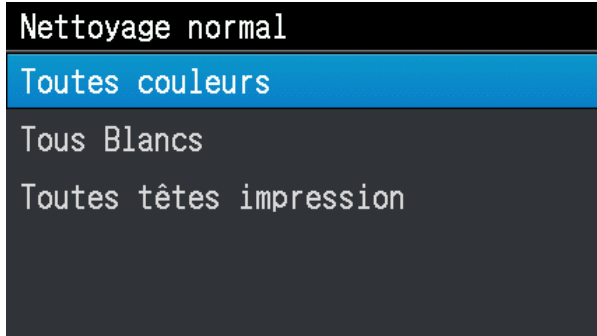 Nettoyage normal
Toutes couleurs
Tous Blancs
Toutes têtes impression